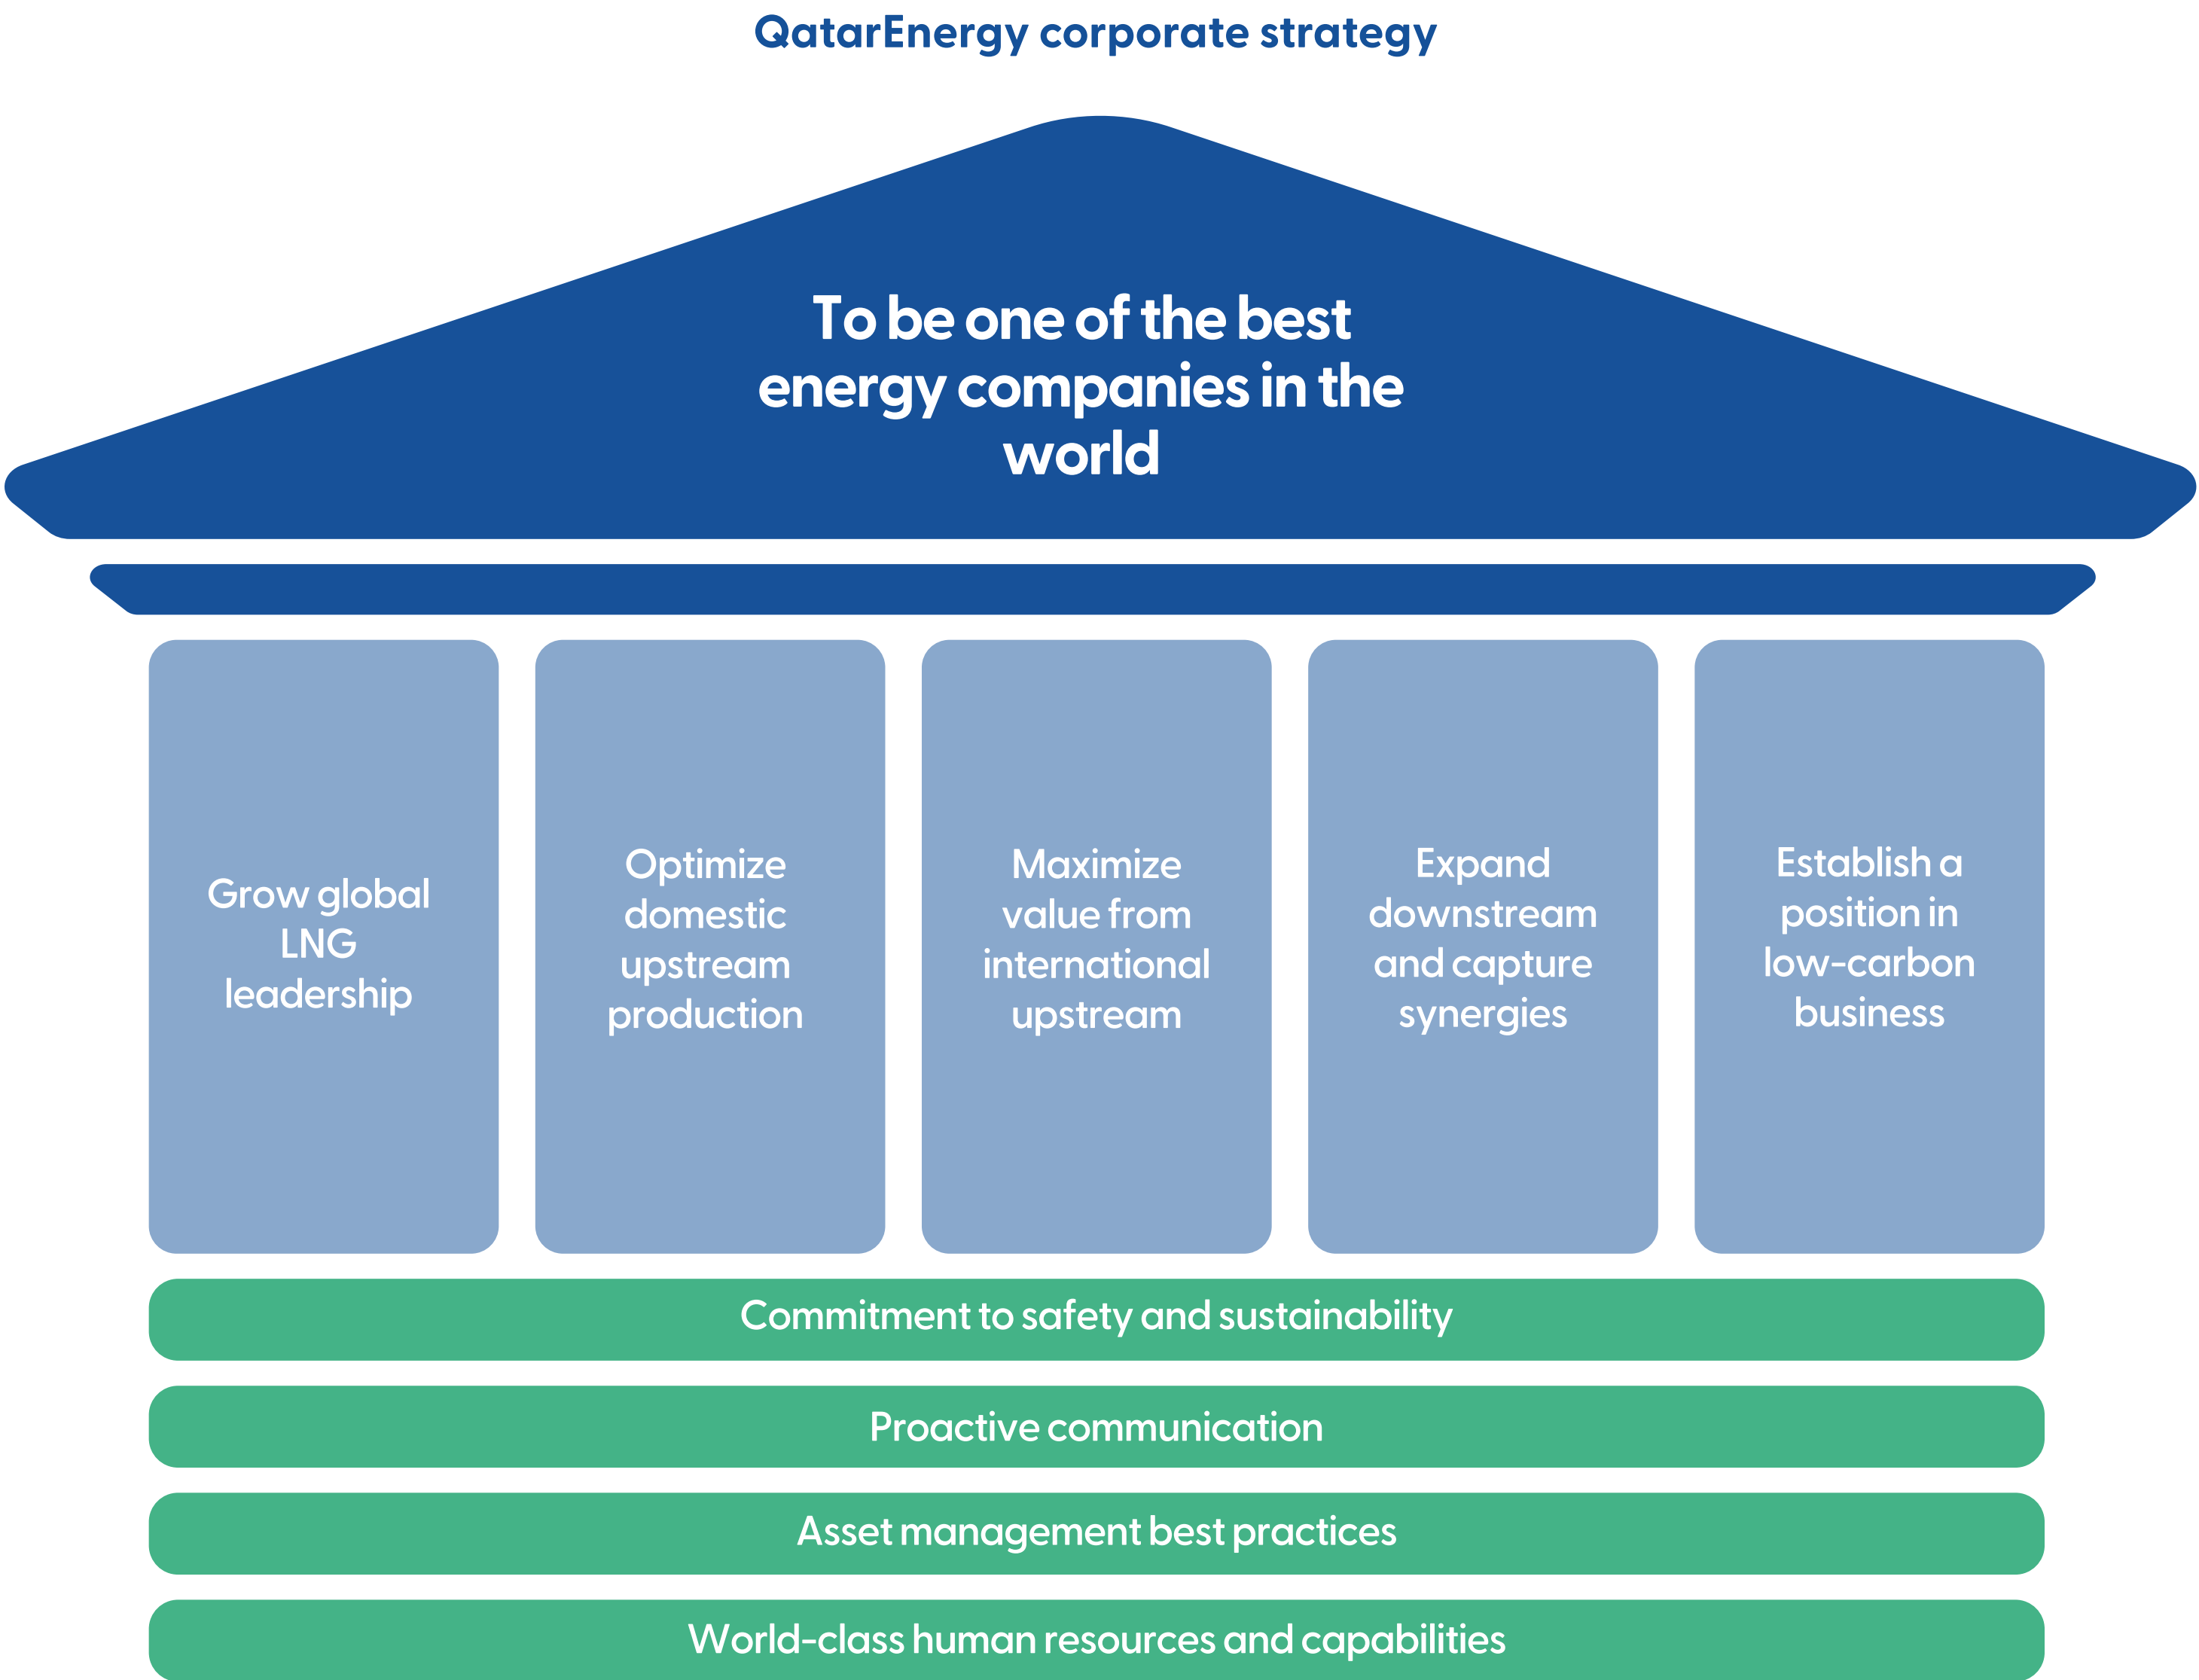 QatarEnergy corporate strategy
To be one of the best
energy companies in the
world
Grow global
LNG
leadership
Optimize
domestic
upstream
production
Maximize
value from
international
upstream
Expand
downstream
and capture
synergies
Establish a
position in
low-carbon
business
Commitment to safety and sustainability
Proactive communication
Asset management best practices
World-class human resources and capabilities